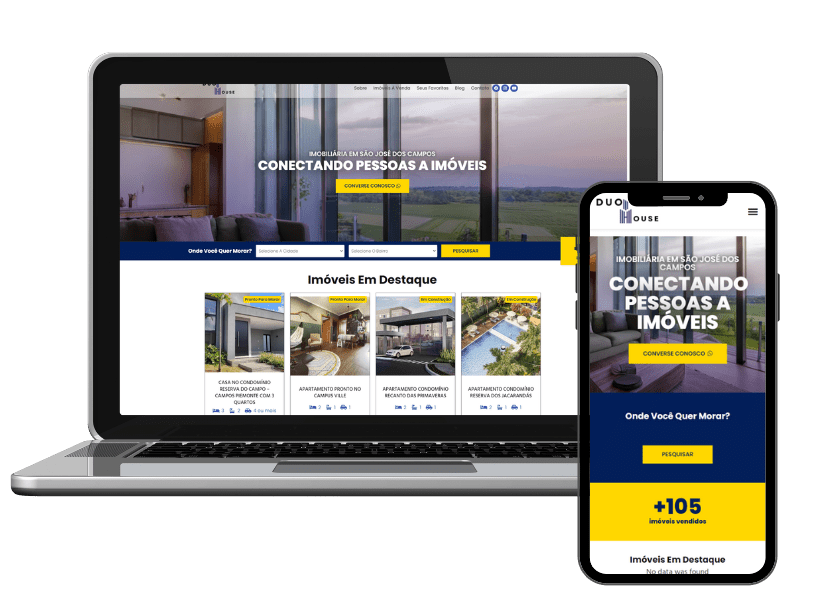 DUO
HOUSE
Sobre Imóveis À Venda Seus Favoritos Blog Contato
IMOBILIÁRIA EM SÃO JOSÉ DOS CAMPOS
CONECTANDO PESSOAS A IMÓVEIS
CONVERSE CONOSCO
Onde Você Quer Morar? Selecione A Cidade Selecione O Bairro PESQUISAR
Imóveis Em Destaque
Pronto Para Morar Pronto Para Morar Em Construção Em Construção
CASA NO CONDOMÍNIO
RESERVA DO CAMPO –
CAMPOS PIEMONTE COM 3
QUARTOS
3 2 4 ou mais
APARTAMENTO PRONTO NO
CAMPUS VILLE
2 1 1
APARTAMENTO CONDOMÍNIO
RECANTO DAS PRIMAVERAS
2 1 1
APARTAMENTO CONDOMÍNIO
RESERVA DOS JACARANDÁS
2 1 1
DUO
HOUSE
IMOBILIÁRIA EM SÃO JOSÉ DOS
CAMPOS
CONECTANDO
PESSOAS A
IMÓVEIS
CONVERSE CONOSCO
Onde Você Quer Morar?
PESQUISAR
+105
imóveis vendidos
Imóveis Em Destaque
No data was found